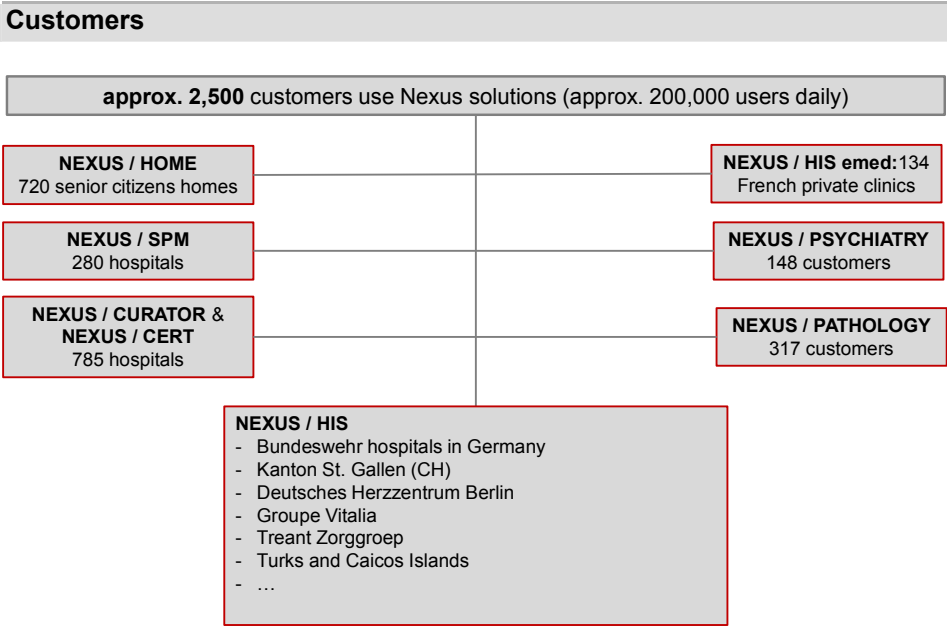 Customers
approx. 2,500 customers use Nexus solutions (approx. 200,000 users daily)
NEXUS / HOME
720 senior citizens homes
NEXUS / HIS emed:134
French private clinics
NEXUS / SPM
280 hospitals
NEXUS / PSYCHIATRY
148 customers
NEXUS / CURATOR &
NEXUS / CERT
785 hospitals
NEXUS / PATHOLOGY
317 customers
NEXUS / HIS
- Bundeswehr hospitals in Germany
- Kanton St. Gallen (CH)
- Deutsches Herzzentrum Berlin
- Groupe Vitalia
- Treant Zorggroep
- Turks and Caicos Islands
- …